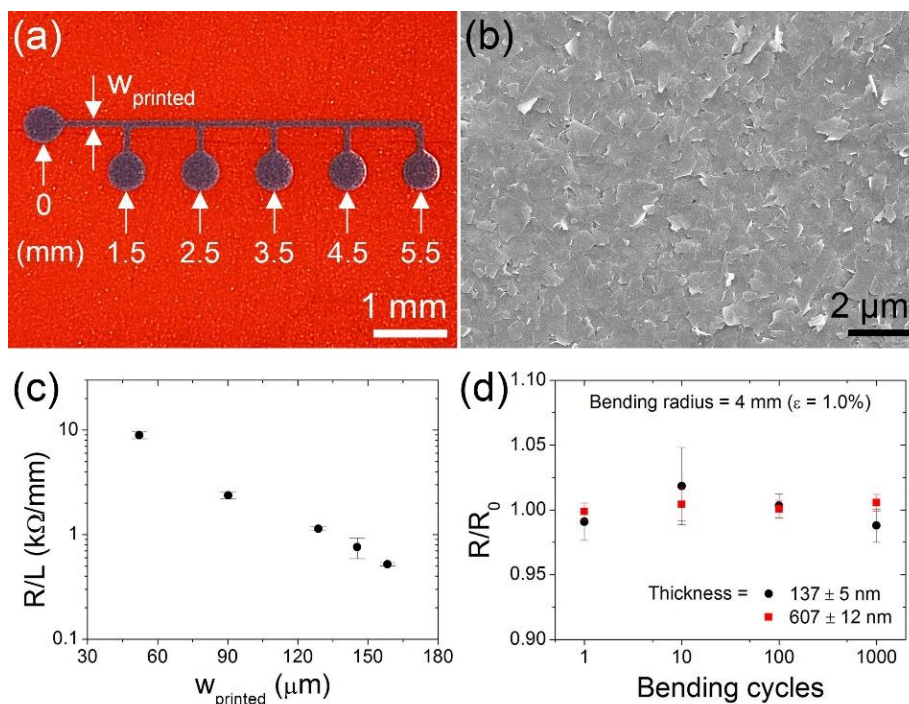 (a)
w printed
0
(mm) 1.5 2.5 3.5 4.5 5.5
1 mm
(b)
2 μm
(c)
R/L (kΩ/mm)
10
1
0.1
30 60 90 120 150 180
w printed (μm)
(d)
R/R0
1.10
1.05
1.00
0.95
0.90
Bending radius = 4 mm (ε = 1.0%)
Thickness = 137 ± 5 nm
607 ± 12 nm
1 10 100 1000
Bending cycles